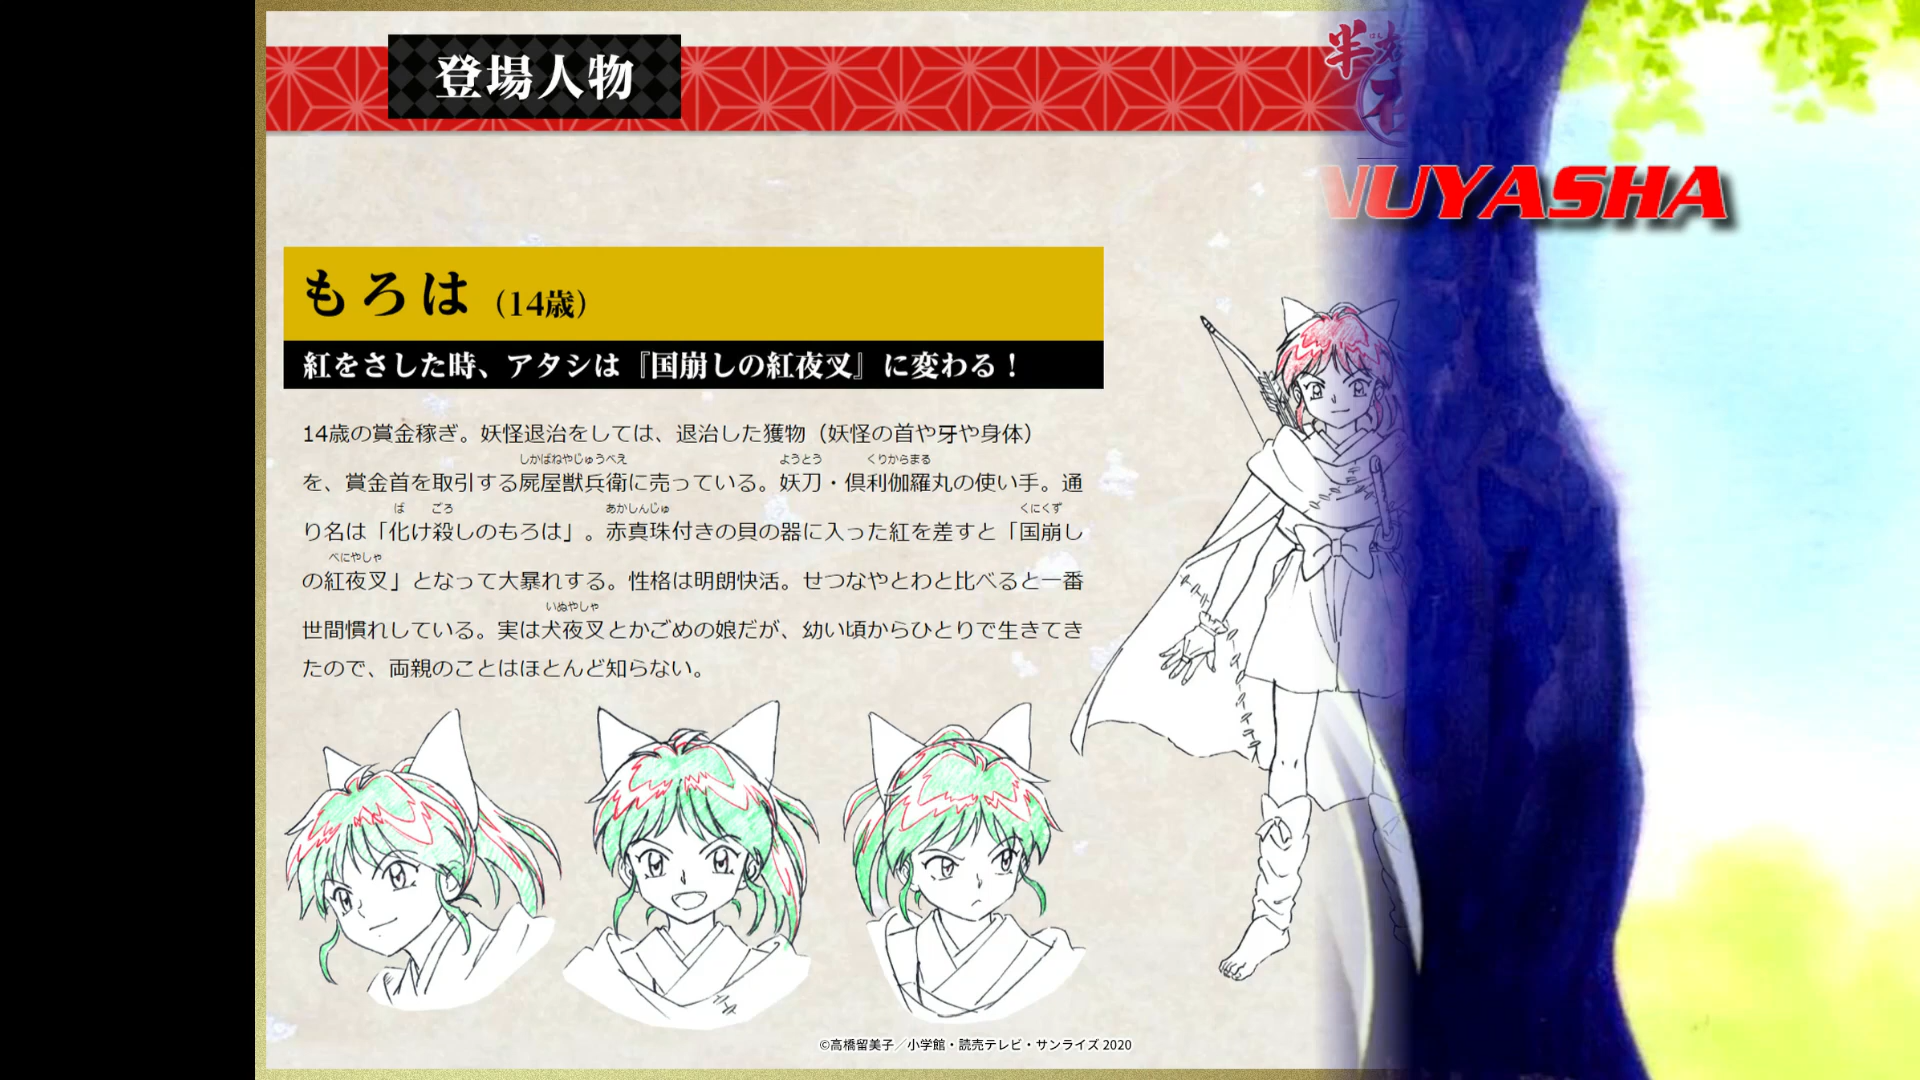 登場人物
半
NUYASHA
もろは (14歳)
紅をさした時、アタシは『国崩しの紅夜叉』に変わる！
14歳の賞金稼ぎ。妖怪退治をしては、退治した獲物（妖怪の首や牙や身体）
しかばねやじゅうべえ ようとう くりからまる
を、賞金首を取引する屍屋獣兵衛に売っている。妖刀・倶利伽羅丸の使い手。通
ば ごろ あかしんじゅ くにくず
り名は「化け殺しのもろは」。赤真珠付きの貝の器に入った紅を差すと「国崩し
べにやしゃ
の紅夜叉」となって大暴れする。性格は明朗快活。せつなやとわと比べると一番
いぬやしゃ
世間慣れしている。実は犬夜叉とかごめの娘だが、幼い頃からひとりで生きてき
たので、両親のことはほとんど知らない。
©高橋留美子／小学館・読売テレビ・サンライズ 2020